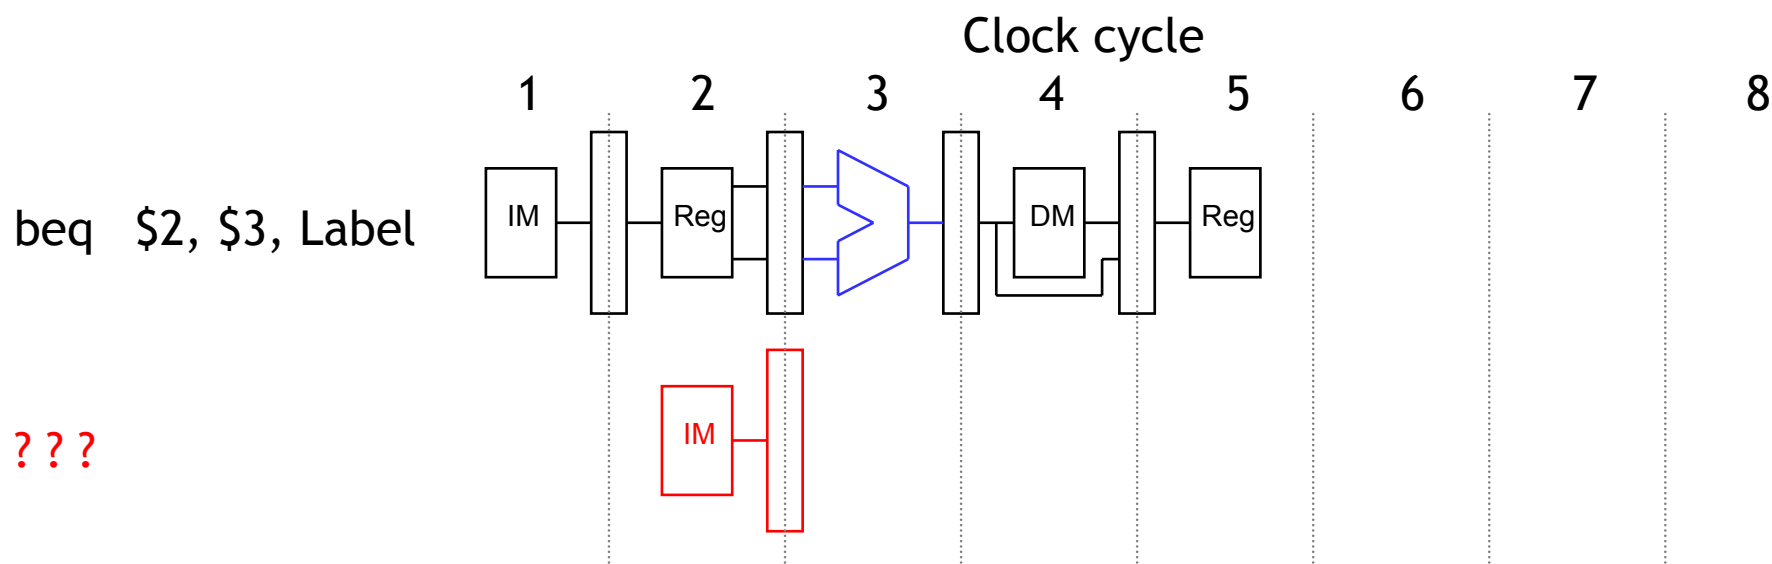 Clock cycle
1 2 3 4 5 6 7 8
beq $2, $3, Label IM Reg DM Reg
? ? ? IM